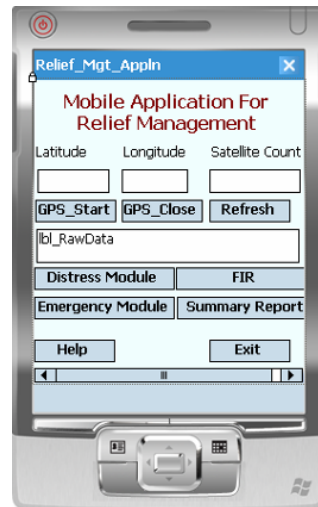 Relief_Mgt_Appln
Mobile Application For
Relief Management
Latitude Longitude Satellite Count
GPS_Start GPS_Close Refresh
lbl_RawData
Distress Module FIR
Emergency Module Summary Report
Help Exit